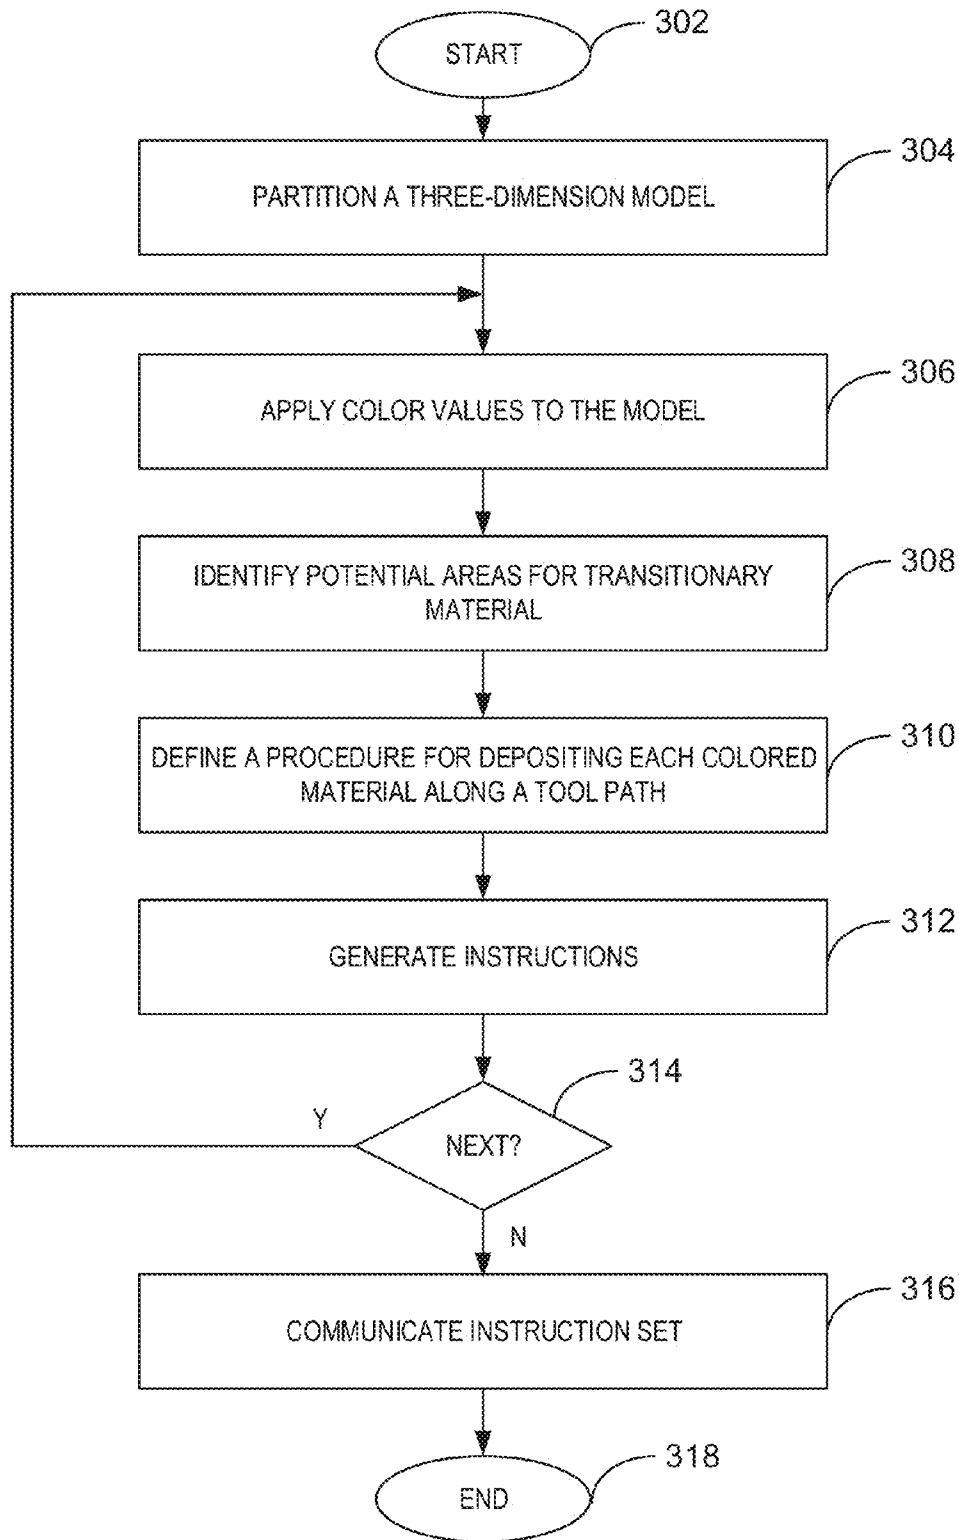 START
302
304
PARTITION A THREE-DIMENSION MODEL
306
APPLY COLOR VALUES TO THE MODEL
308
IDENTIFY POTENTIAL AREAS FOR TRANSITIONARY
MATERIAL
310
DEFINE A PROCEDURE FOR DEPOSITING EACH COLORED
MATERIAL ALONG A TOOL PATH
312
GENERATE INSTRUCTIONS
314
Y
NEXT?
N
316
COMMUNICATE INSTRUCTION SET
318
END